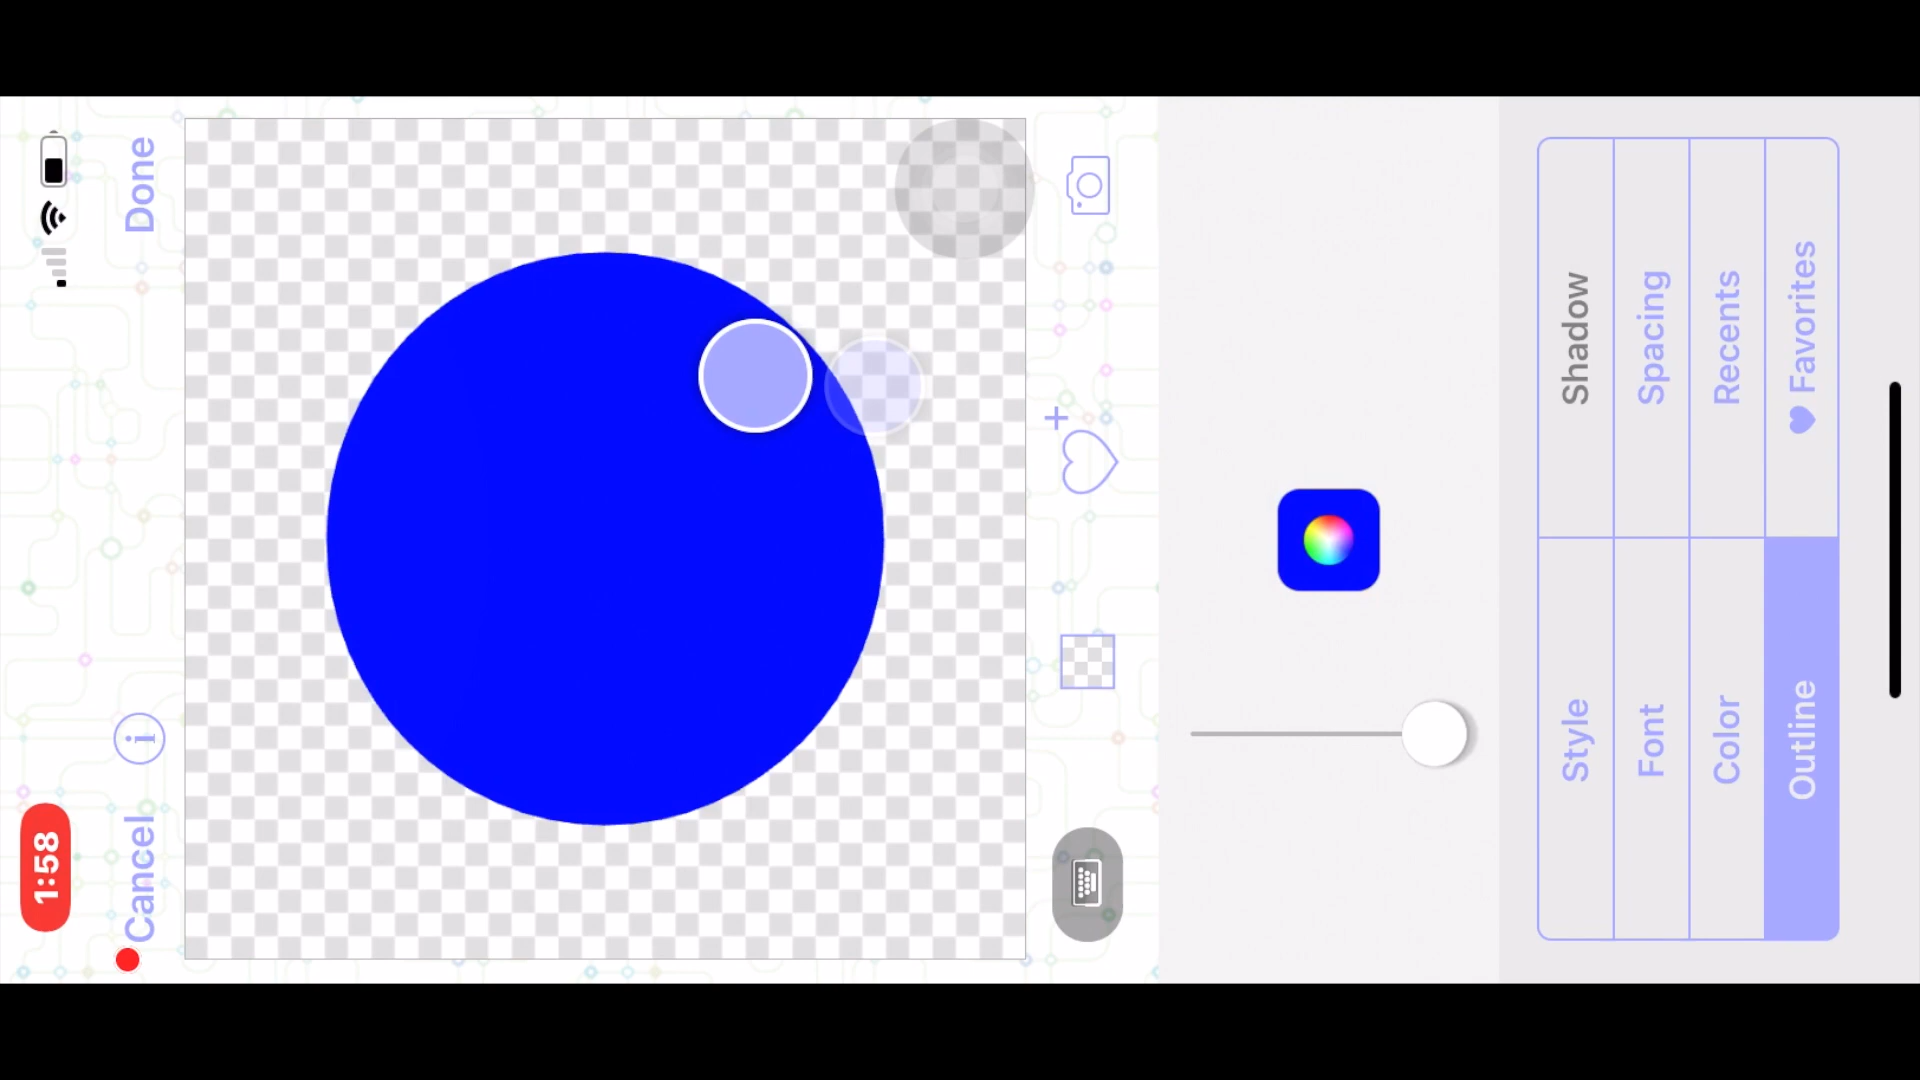 1:58
Cancel
i
Done
Style
Shadow
Font
Spacing
Color
Recents
Outline
Favorites